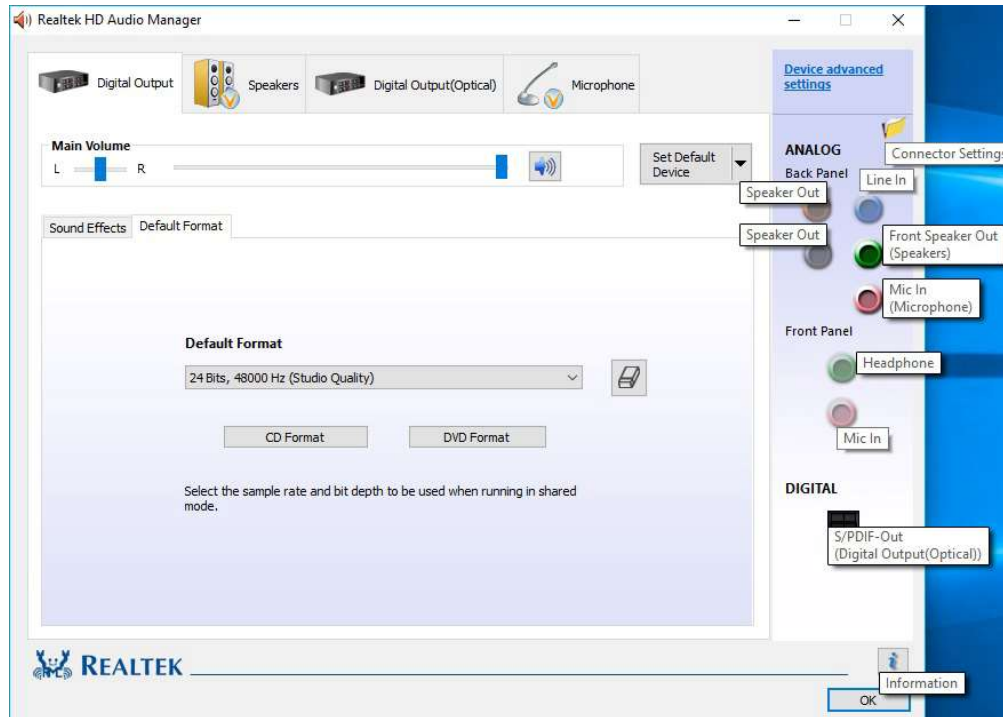 Realtek HD Audio Manager
Digital Output
Speakers
Digital Output(Optical)
Microphone
Device advanced
settings
Main Volume
L
R
Set Default
Device
ANALOG
Connector Settings
Back Panel
Line In
Speaker Out
Speaker Out
Front Speaker Out
(Speakers)
Mic In
(Microphone)
Sound Effects
Default Format
Default Format
24 Bits, 48000 Hz (Studio Quality)
CD Format
DVD Format
Select the sample rate and bit depth to be used when running in shared
mode.
Front Panel
Headphone
Mic In
DIGITAL
S/PDIF-Out
(Digital Output(Optical))
REALTEK
Information
OK